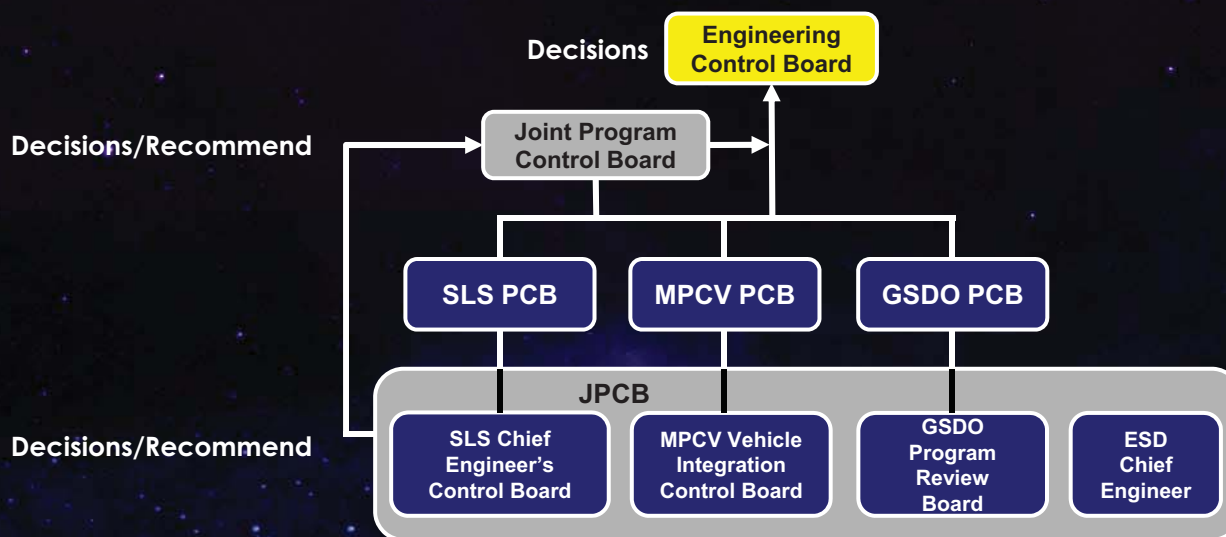 Decisions
Engineering
Control Board
Decisions/Recommend
Joint Program
Control Board
SLS PCB
MPCV PCB
GSDO PCB
JPCB
Decisions/Recommend
SLS Chief
Engineer's
Control Board
MPCV Vehicle
Integration
Control Board
GSDO
Program
Review
Board
ESD
Chief
Engineer